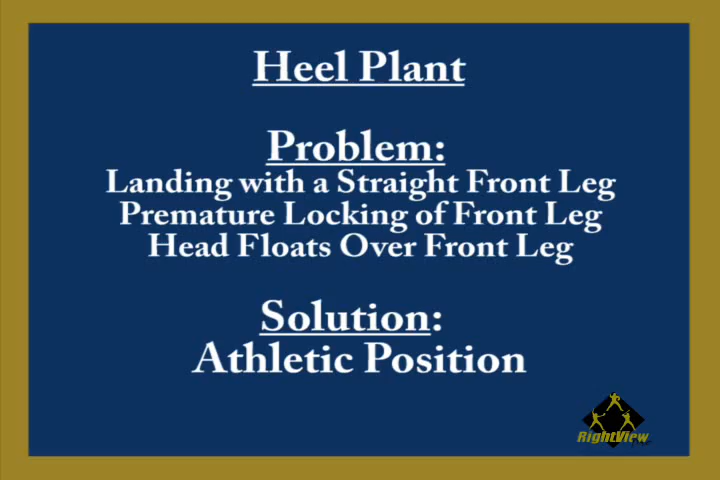 Heel Plant
Problem:
Landing with a Straight Front Leg
Premature Locking of Front Leg
Head Floats Over Front Leg
Solution:
Athletic Position
RightView